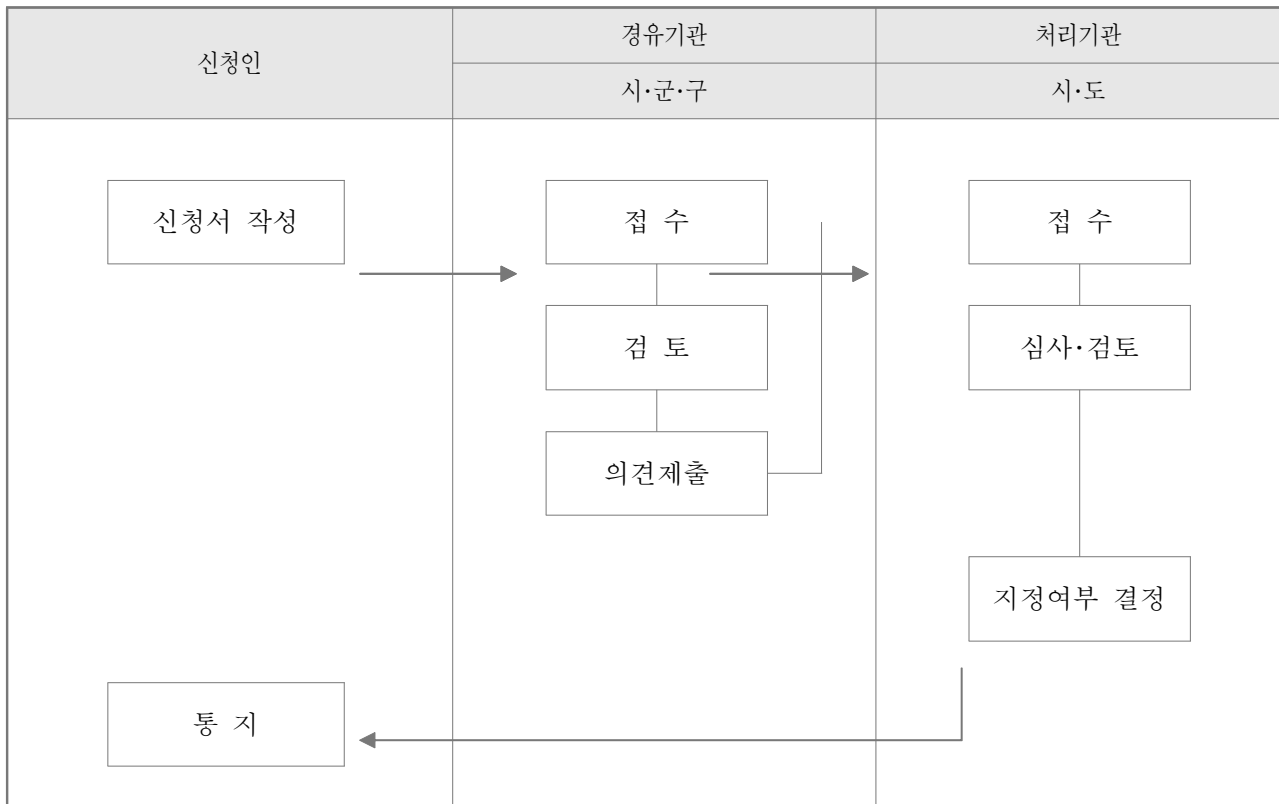 신청인
경유기관
처리기관
시·군·구
시·도
신청서 작성
접 수
접 수
검 토
심사·검토
의견제출
지정여부 결정
통 지